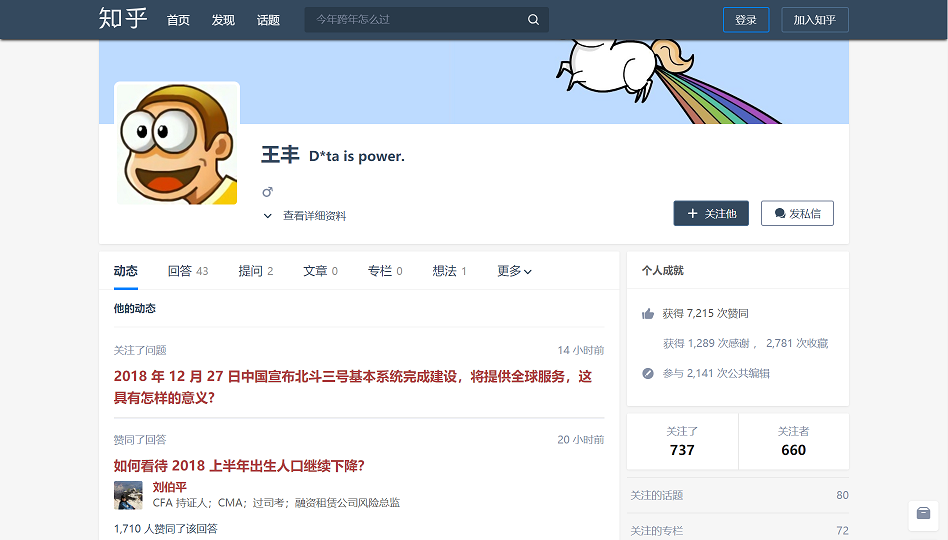 知乎 首页 发现 话题 今年跨年怎么过 登录 加入知乎
王丰 D*ta is power.
查看详细资料
关注他 发私信
动态 回答 43 提问 2 文章 0 专栏 0 想法 1 更多
他的动态
关注了问题 14 小时前
2018 年 12 月 27 日中国宣布北斗三号基本系统完成建设，将提供全球服务，这
具有怎样的意义?
赞同了回答 20 小时前
如何看待 2018 上半年出生人口继续下降?
刘伯平
CFA 持证人；CMA；过司考；融资租赁公司风险总监
1,710 人赞同了该回答
个人成就
获得 7,215 次赞同
获得 1,289 次感谢 ， 2,781 次收藏
参与 2,141 次公共编辑
关注了 关注者
737 660
关注的话题 80
关注的专栏 72